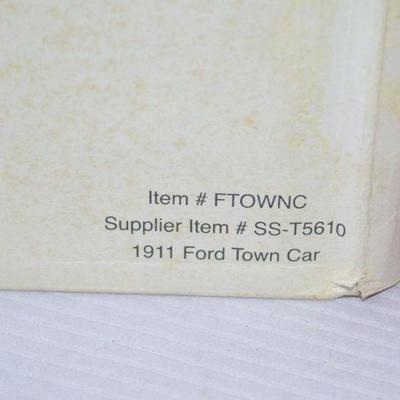 Item # FTOWNC
Supplier Item # SS-T5610
1911 Ford Town Car